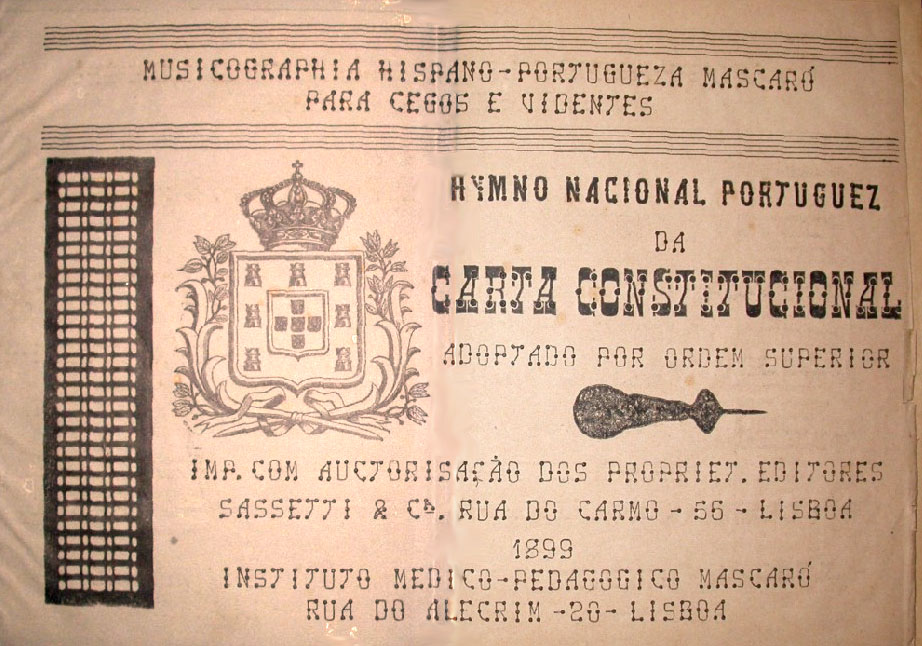 MUSICOGRAPHIA HISPANO-PORTUGUEZA MASCARÓ
PARA CEGOS E VIDENTES
HYMNO NACIONAL PORTUGUEZ
DA
CARTA CONSTITUCIONAL
ADOPTADO POR ORDEM SUPERIOR
IMP. COM AUCTORISAÇÃO DOS PROPRIET. EDITORES
SASSETTI & Cª. RUA DO CARMO - 56 - LISBOA
1899
INSTITUTO MEDICO-PEDAGOGICO MASCARÓ
RUA DO ALECRIM -20- LISBOA